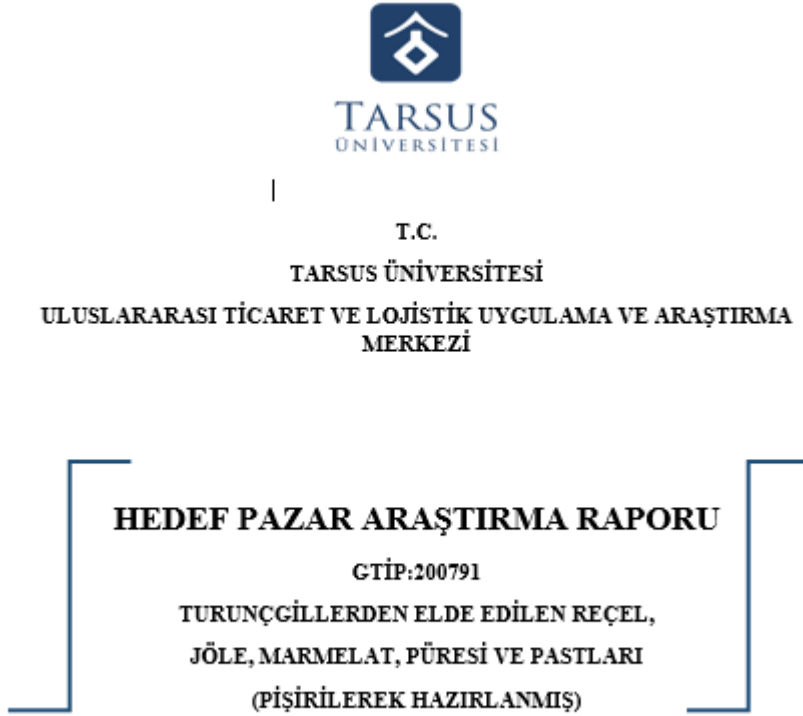 TARSUS
ÜNİVERSİTESİ
T.C.
TARSUS ÜNİVERSİTESİ
ULUSLARARASI TİCARET VE LOJİSTİK UYGULAMA VE ARAŞTIRMA
MERKEZİ
HEDEF PAZAR ARAŞTIRMA RAPORU
GTİP:200791
TURUNÇGİLLERDEN ELDE EDİLEN REÇEL,
JÖLE, MARMELAT, PÜRESİ VE PASTLARI
(PİŞİRİLEREK HAZIRLANMIŞ)